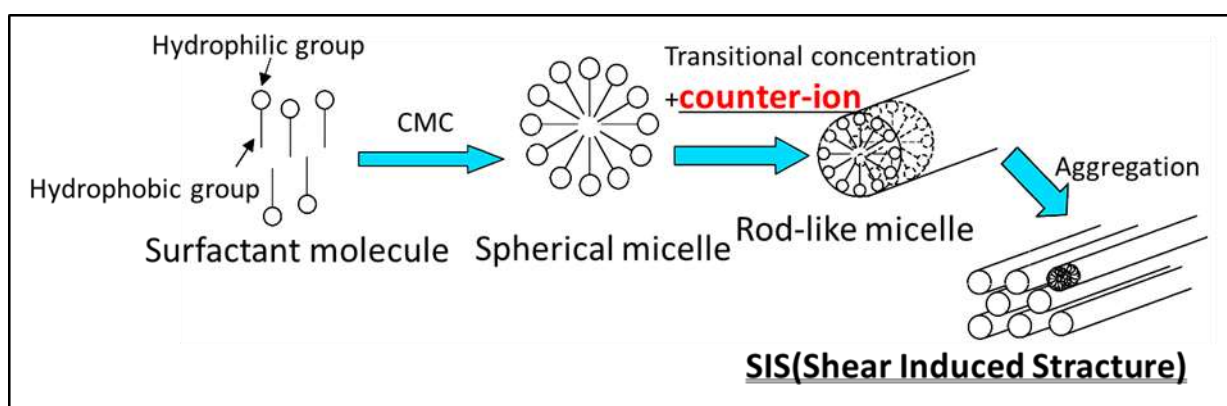 Hydrophilic group
Hydrophobic group
Surfactant molecule
CMC
Spherical micelle
Transitional concentration
+counter-ion
Rod-like micelle
Aggregation
SIS(Shear Induced Stracture)